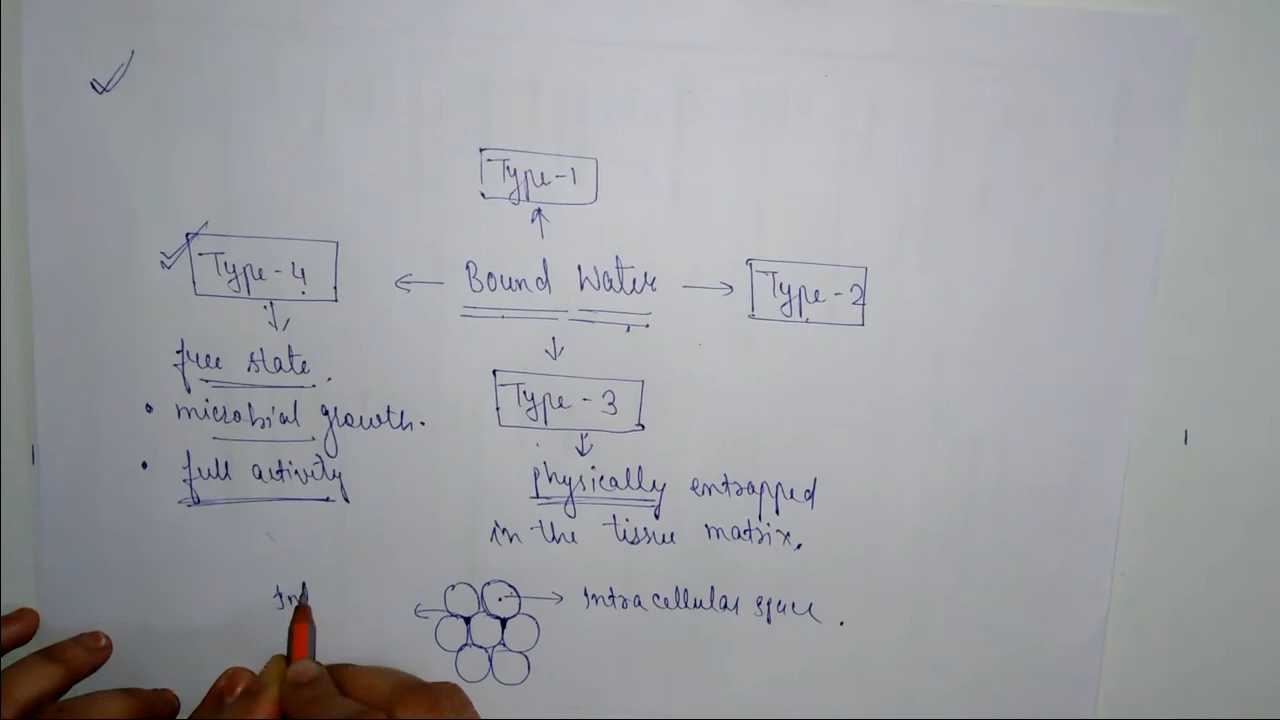 Type-1
Type-4
Bound Water
Type-2
free state.
• microbial growth.
• full activity
Type-3
physically entrapped
in the tissue matrix.
In
Intracellular space.